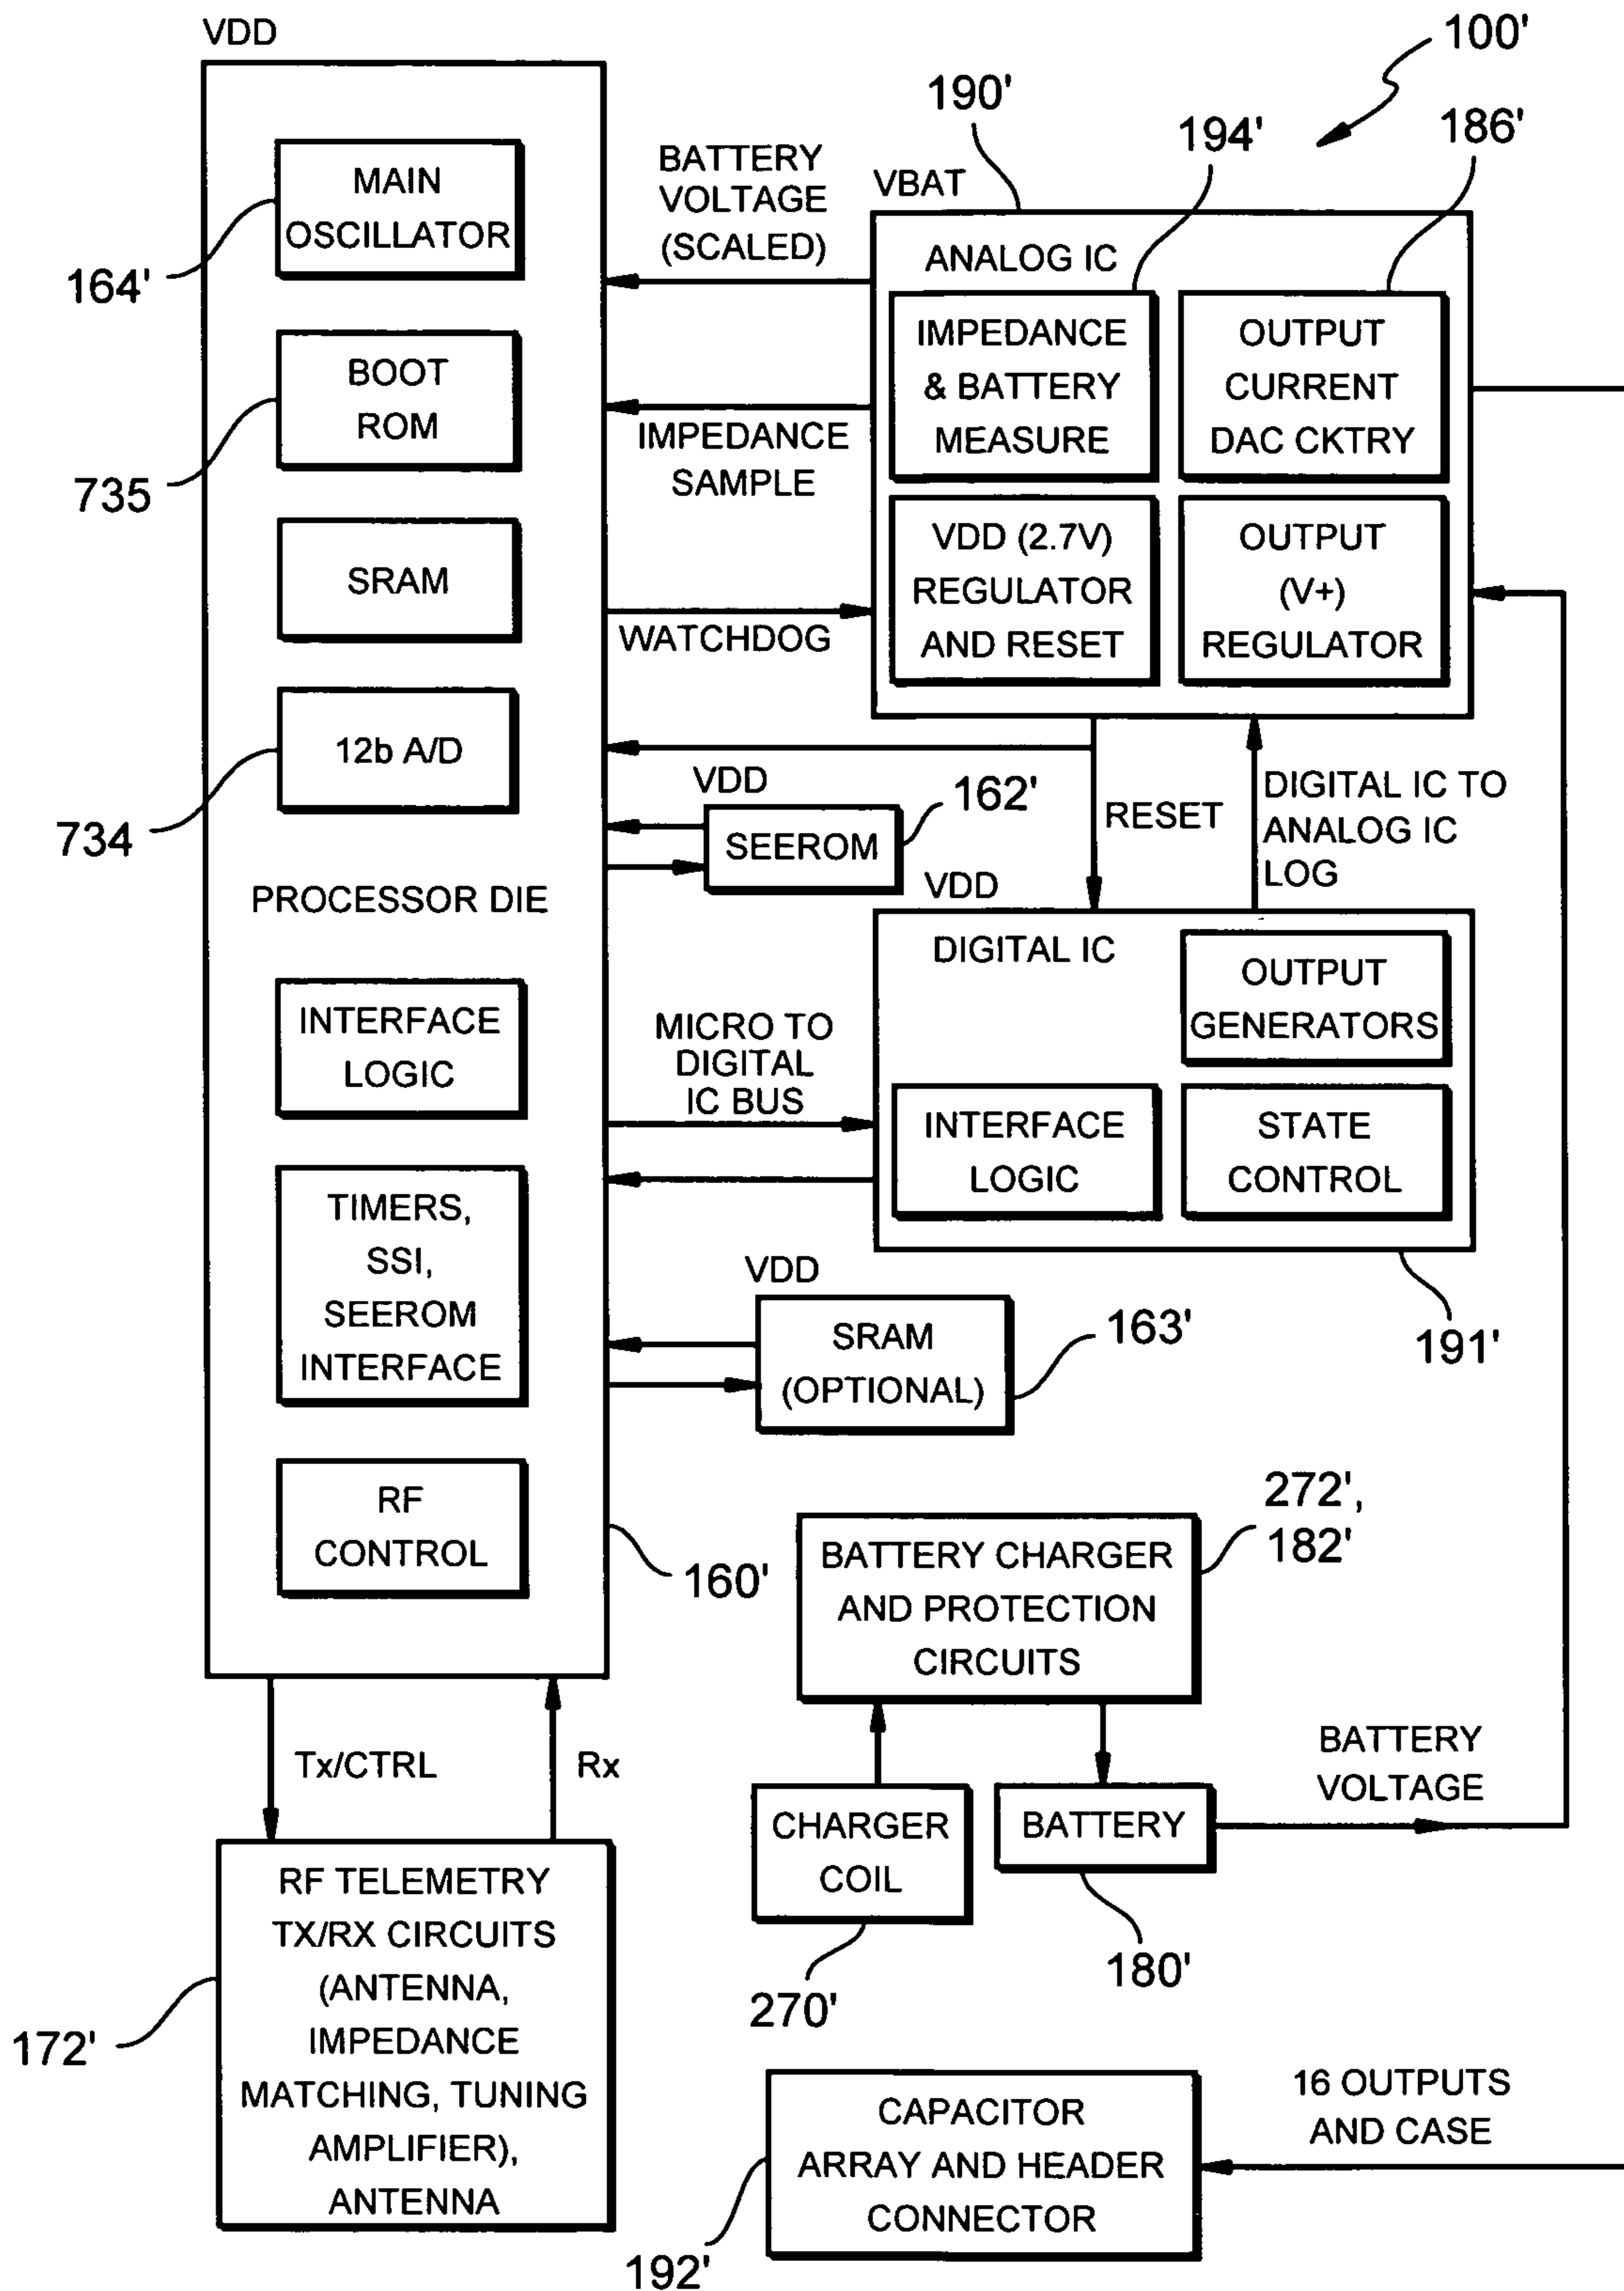 VDD
100'
190'
194'
186'
MAIN
OSCILLATOR
164'
BATTERY
VOLTAGE
(SCALED)
VBAT
ANALOG IC
IMPEDANCE
& BATTERY
MEASURE
OUTPUT
CURRENT
DAC CKTRY
BOOT
ROM
735
IMPEDANCE
SAMPLE
VDD (2.7V)
REGULATOR
AND RESET
OUTPUT
(V+)
REGULATOR
SRAM
WATCHDOG
12b A/D
734
VDD
SEEROM
162'
RESET
DIGITAL IC TO
ANALOG IC
LOG
PROCESSOR DIE
VDD
DIGITAL IC
OUTPUT
GENERATORS
INTERFACE
LOGIC
MICRO TO
DIGITAL
IC BUS
INTERFACE
LOGIC
STATE
CONTROL
191'
TIMERS,
SSI,
SEEROM
INTERFACE
VDD
SRAM
(OPTIONAL)
163'
RF
CONTROL
160'
272',
182'
BATTERY CHARGER
AND PROTECTION
CIRCUITS
Tx/CTRL
Rx
CHARGER
COIL
270'
BATTERY
180'
BATTERY
VOLTAGE
RF TELEMETRY
TX/RX CIRCUITS
(ANTENNA,
IMPEDANCE
MATCHING, TUNING
AMPLIFIER),
ANTENNA
172'
CAPACITOR
ARRAY AND HEADER
CONNECTOR
192'
16 OUTPUTS
AND CASE